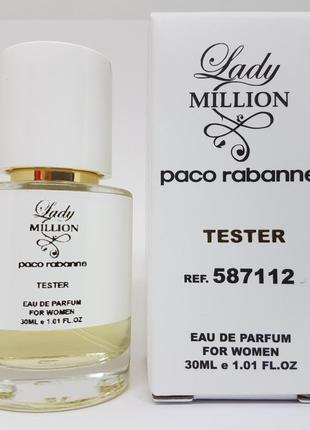 Lady
MILLION
paco rabanne
TESTER
EAU DE PARFUM
FOR WOMEN
30ML e 1.01 FL.OZ
Lady
MILLION
paco rabanne
TESTER
REF. 587112
EAU DE PARFUM
FOR WOMEN
30ML e 1.01 FL.OZ